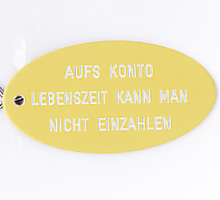 AUFS KONTO
LEBENSZEIT KANN MAN
NICHT EINZAHLEN